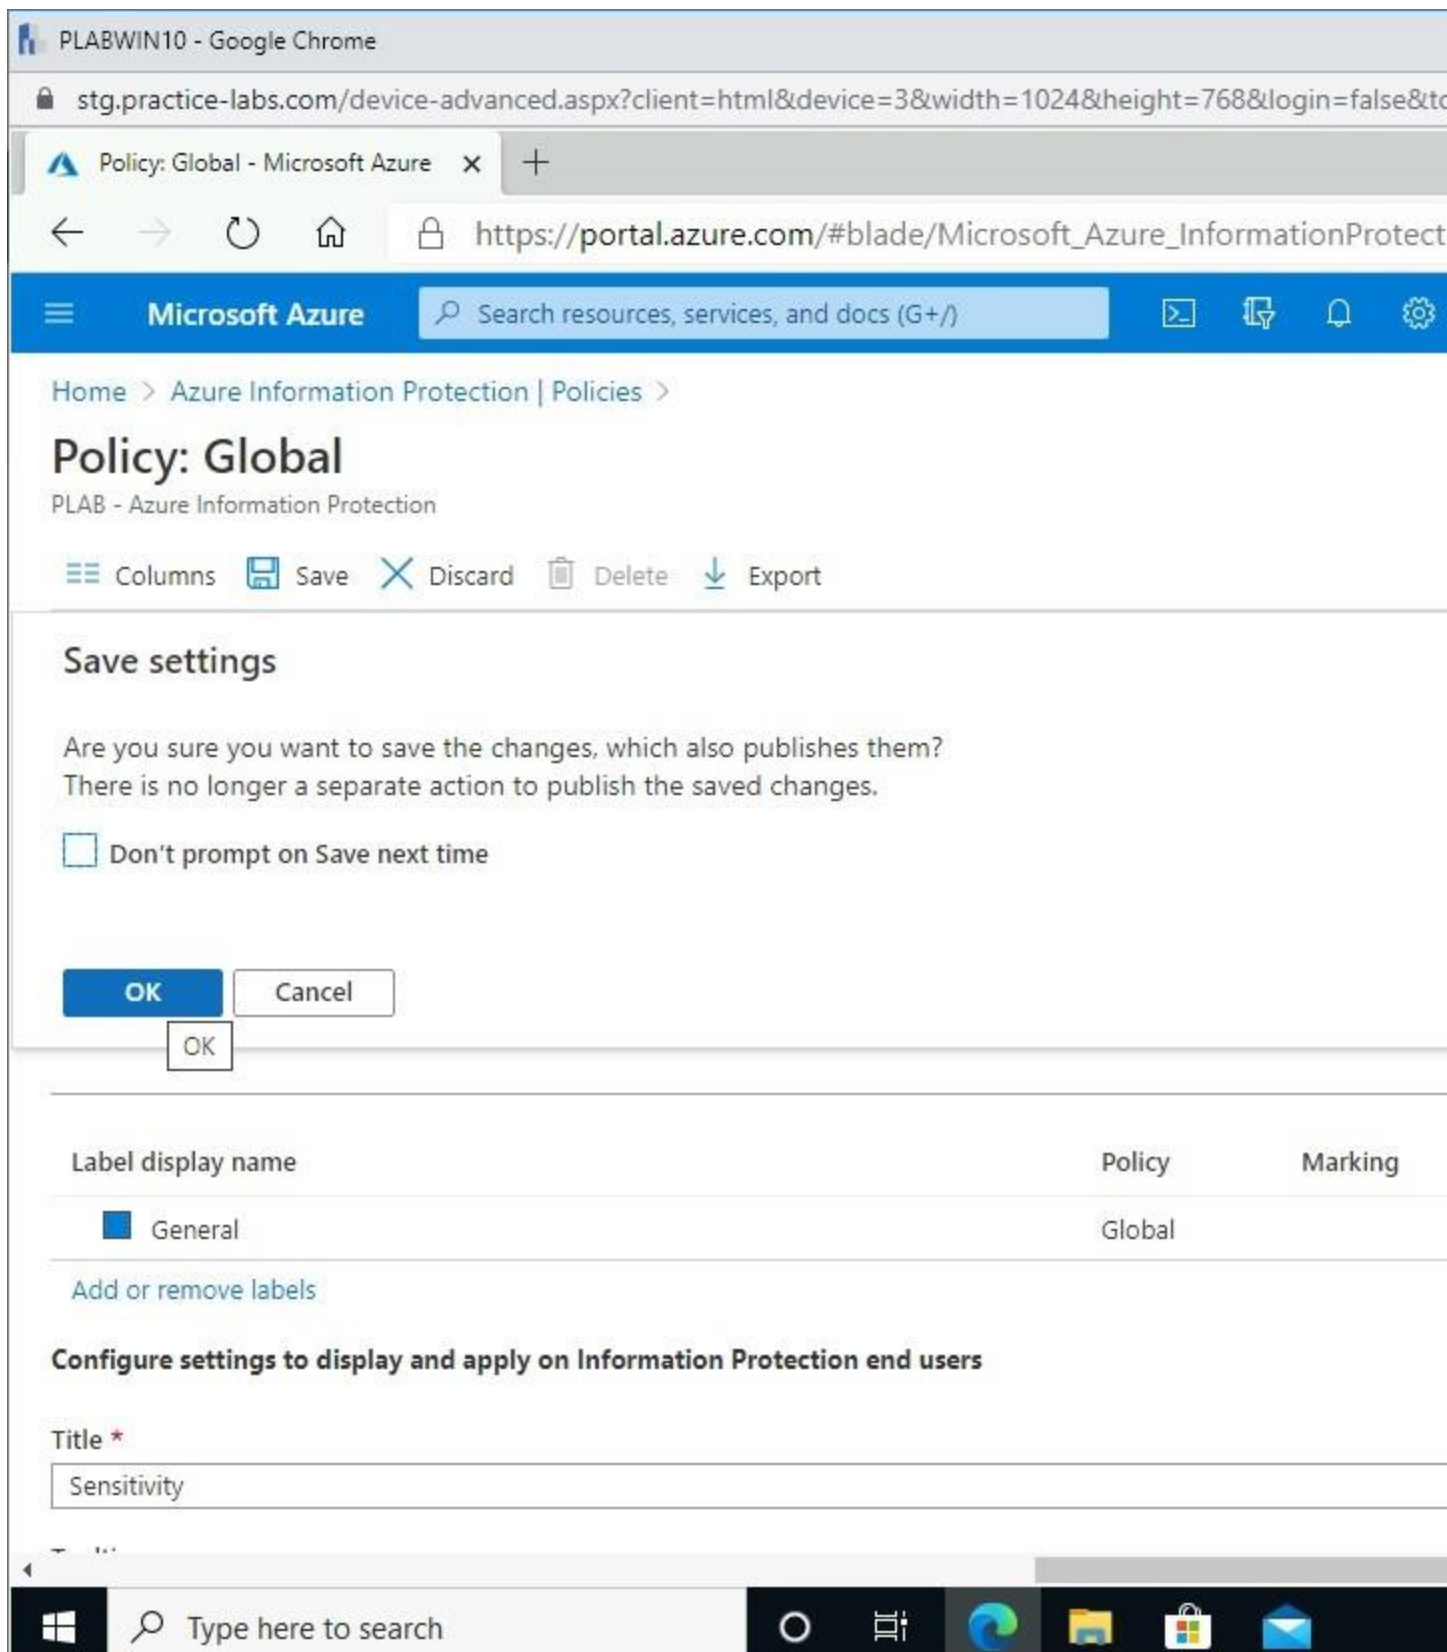 PLABWIN10 - Google Chrome
stg.practice-labs.com/device-advanced.aspx?client=html&device=3&width=1024&height=768&login=false&to
Policy: Global - Microsoft Azure
https://portal.azure.com/#blade/Microsoft_Azure_InformationProtect
Microsoft Azure Search resources, services, and docs (G+/)
Home > Azure Information Protection | Policies >
Policy: Global
PLAB - Azure Information Protection
Columns Save Discard Delete Export
Save settings
Are you sure you want to save the changes, which also publishes them?
There is no longer a separate action to publish the saved changes.
Don't prompt on Save next time
OK Cancel
OK
Label display name Policy Marking
General Global
Add or remove labels
Configure settings to display and apply on Information Protection end users
Title *
Sensitivity
Type here to search